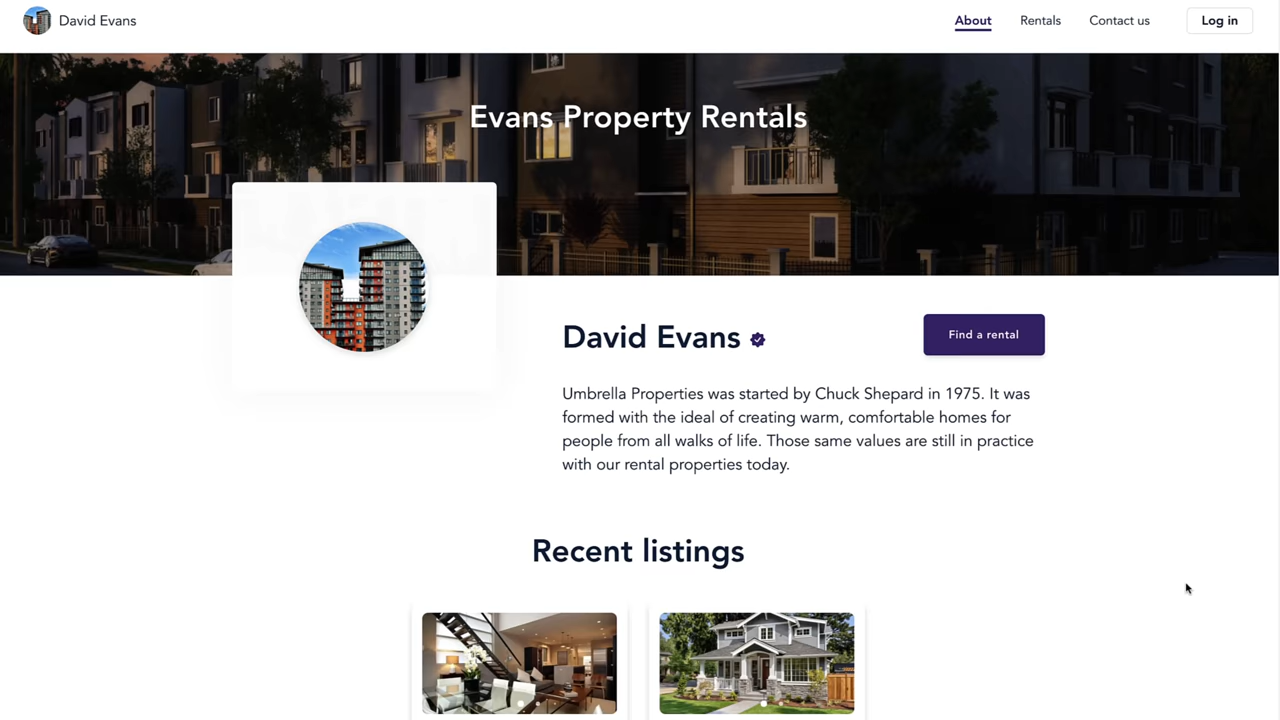 David Evans
About Rentals Contact us Log in
Evans Property Rentals
David Evans
Find a rental
Umbrella Properties was started by Chuck Shepard in 1975. It was
formed with the ideal of creating warm, comfortable homes for
people from all walks of life. Those same values are still in practice
with our rental properties today.
Recent listings